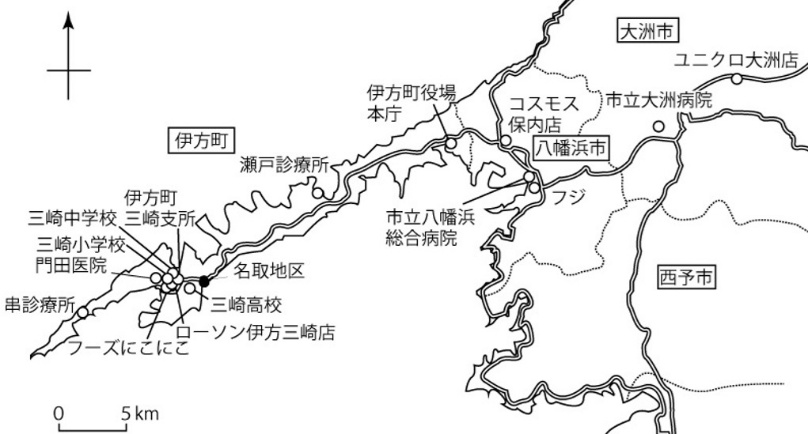 大洲市
ユニクロ大洲店
伊方町役場
本庁
コスモス
保内店
市立大洲病院
伊方町
八幡浜市
瀬戸診療所
フジ
伊方町
三崎支所
三崎中学校
市立八幡浜
総合病院
三崎小学校
門田医院
名取地区
西予市
串診療所
三崎高校
ローソン伊方三崎店
フーズにこにこ
0 5 km